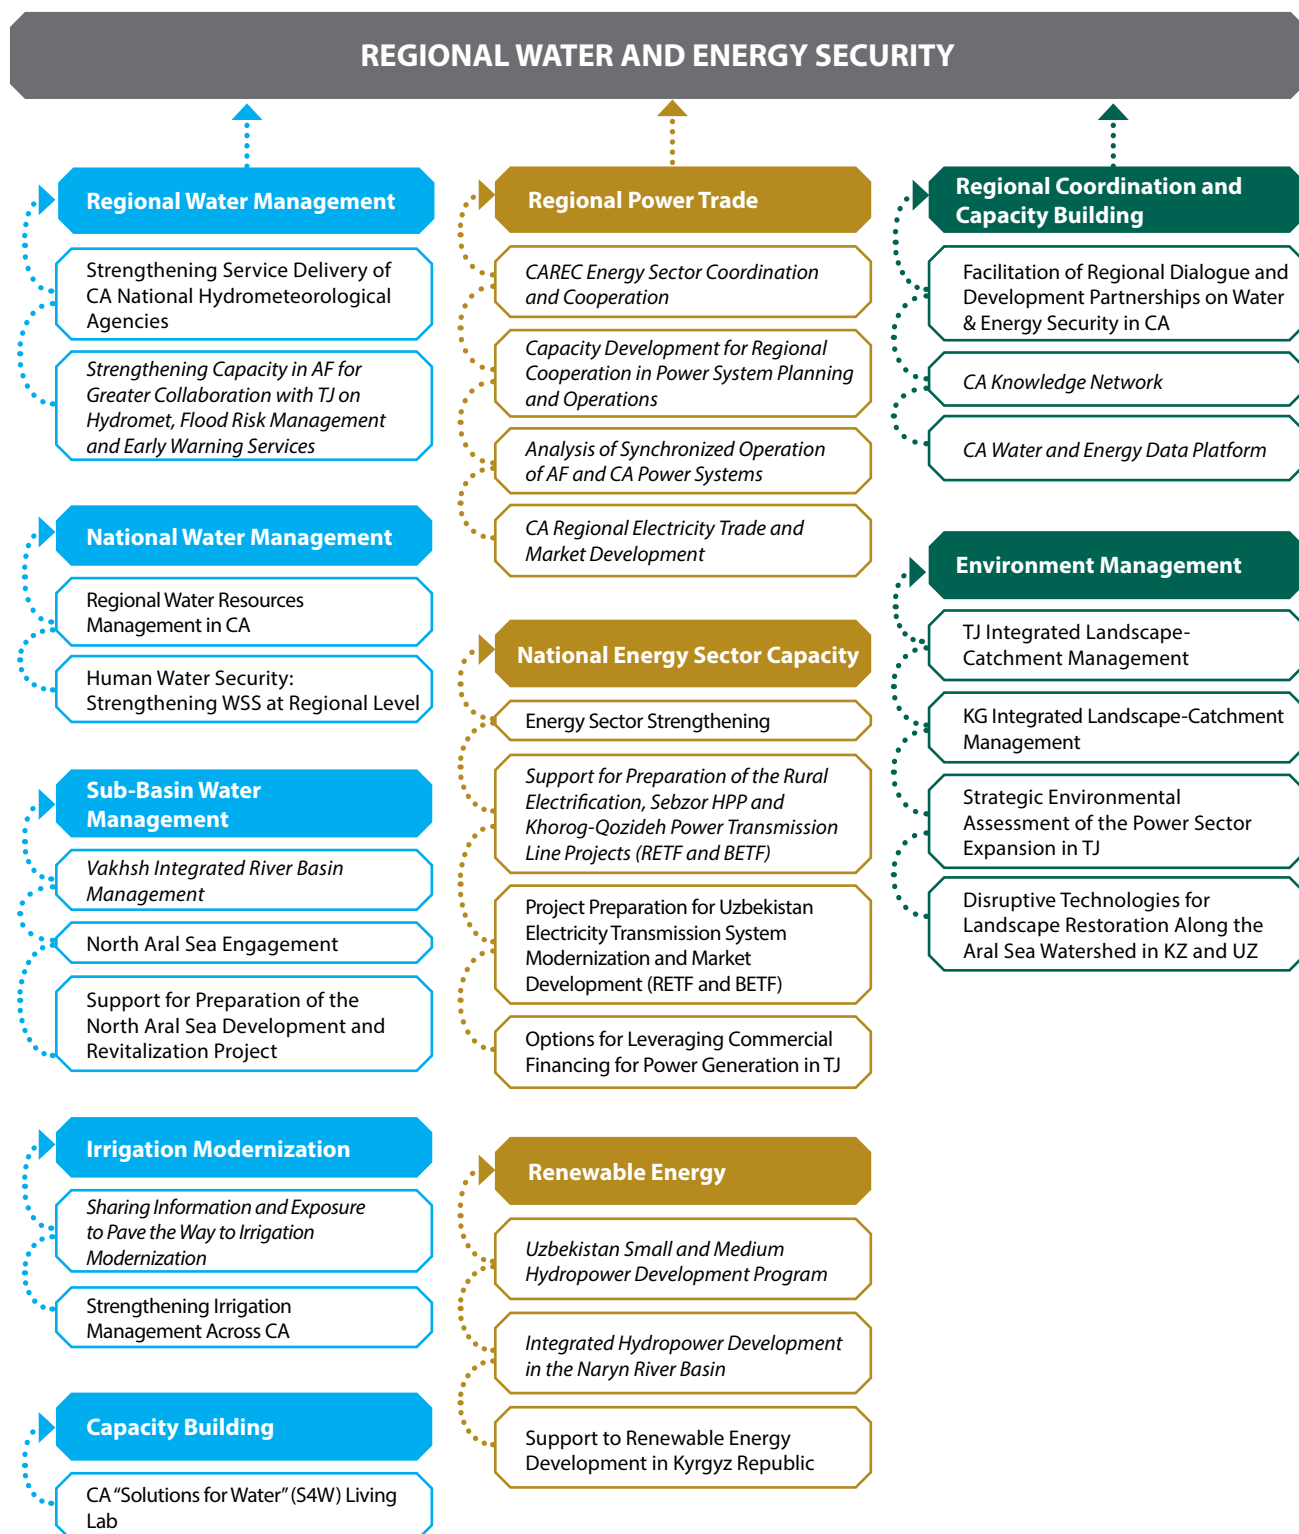 REGIONAL WATER AND ENERGY SECURITY
Regional Water Management
Strengthening Service Delivery of
CA National Hydrometeorological
Agencies
Strengthening Capacity in AF for
Greater Collaboration with TJ on
Hydromet, Flood Risk Management
and Early Warning Services
National Water Management
Regional Water Resources
Management in CA
Human Water Security:
Strengthening WSS at Regional Level
Sub-Basin Water
Management
Vakhsh Integrated River Basin
Management
North Aral Sea Engagement
Support for Preparation of the
North Aral Sea Development and
Revitalization Project
Irrigation Modernization
Sharing Information and Exposure
to Pave the Way to Irrigation
Modernization
Strengthening Irrigation
Management Across CA
Capacity Building
CA “Solutions for Water” (S4W) Living
Lab
Regional Power Trade
CAREC Energy Sector Coordination
and Cooperation
Capacity Development for Regional
Cooperation in Power System Planning
and Operations
Analysis of Synchronized Operation
of AF and CA Power Systems
CA Regional Electricity Trade and
Market Development
National Energy Sector Capacity
Energy Sector Strengthening
Support for Preparation of the Rural
Electrification, Sebzor HPP and
Khorog-Qozideh Power Transmission
Line Projects (RETF and BETF)
Project Preparation for Uzbekistan
Electricity Transmission System
Modernization and Market
Development (RETF and BETF)
Options for Leveraging Commercial
Financing for Power Generation in TJ
Renewable Energy
Uzbekistan Small and Medium
Hydropower Development Program
Integrated Hydropower Development
in the Naryn River Basin
Support to Renewable Energy
Development in Kyrgyz Republic
Regional Coordination and
Capacity Building
Facilitation of Regional Dialogue and
Development Partnerships on Water
& Energy Security in CA
CA Knowledge Network
CA Water and Energy Data Platform
Environment Management
TJ Integrated Landscape-
Catchment Management
KG Integrated Landscape-Catchment
Management
Strategic Environmental
Assessment of the Power Sector
Expansion in TJ
Disruptive Technologies for
Landscape Restoration Along the
Aral Sea Watershed in KZ and UZ